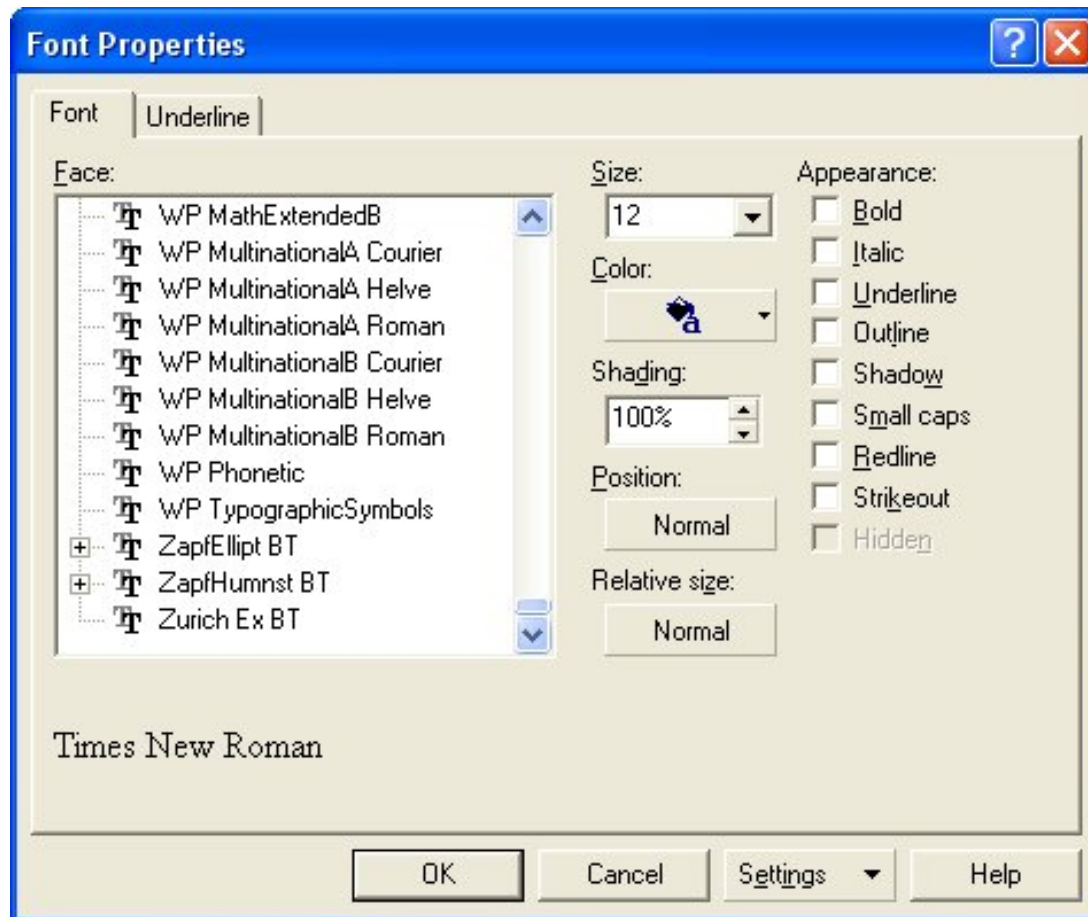 Font Properties
Font
Underline
Face:
WP MathExtendedB
WP MultinationalA Courier
WP MultinationalA Helve
WP MultinationalA Roman
WP MultinationalB Courier
WP MultinationalB Helve
WP MultinationalB Roman
WP Phonetic
WP TypographicSymbols
ZapfEllipt BT
ZapfHumnst BT
Zurich Ex BT
Size:
12
Color:
a
Shading:
100%
Position:
Normal
Relative size:
Normal
Appearance:
Bold
Italic
Underline
Outline
Shadow
Small caps
Redline
Strikeout
Hidden
Times New Roman
OK
Cancel
Settings
Help